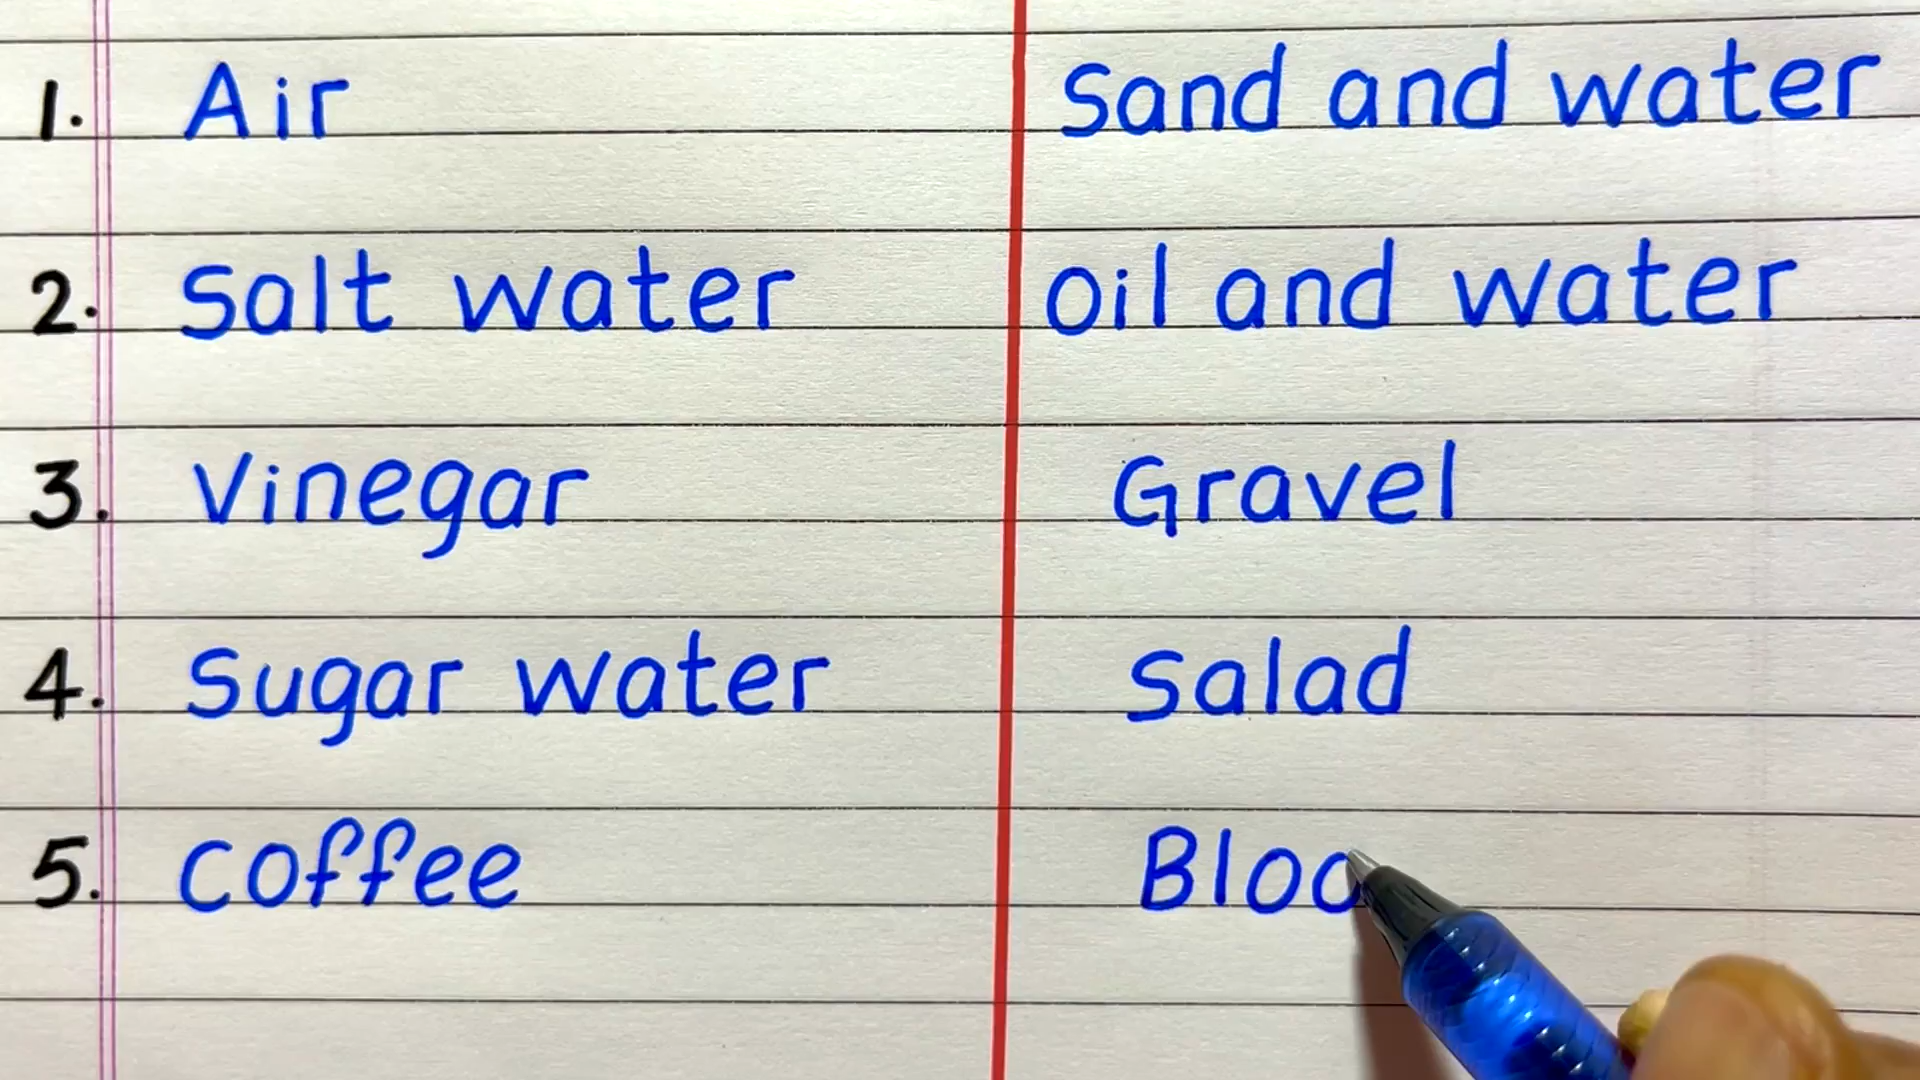 1. Air Sand and water
2. Salt water Oil and water
3. Vinegar Gravel
4. Sugar water Salad
5. Coffee Bloo